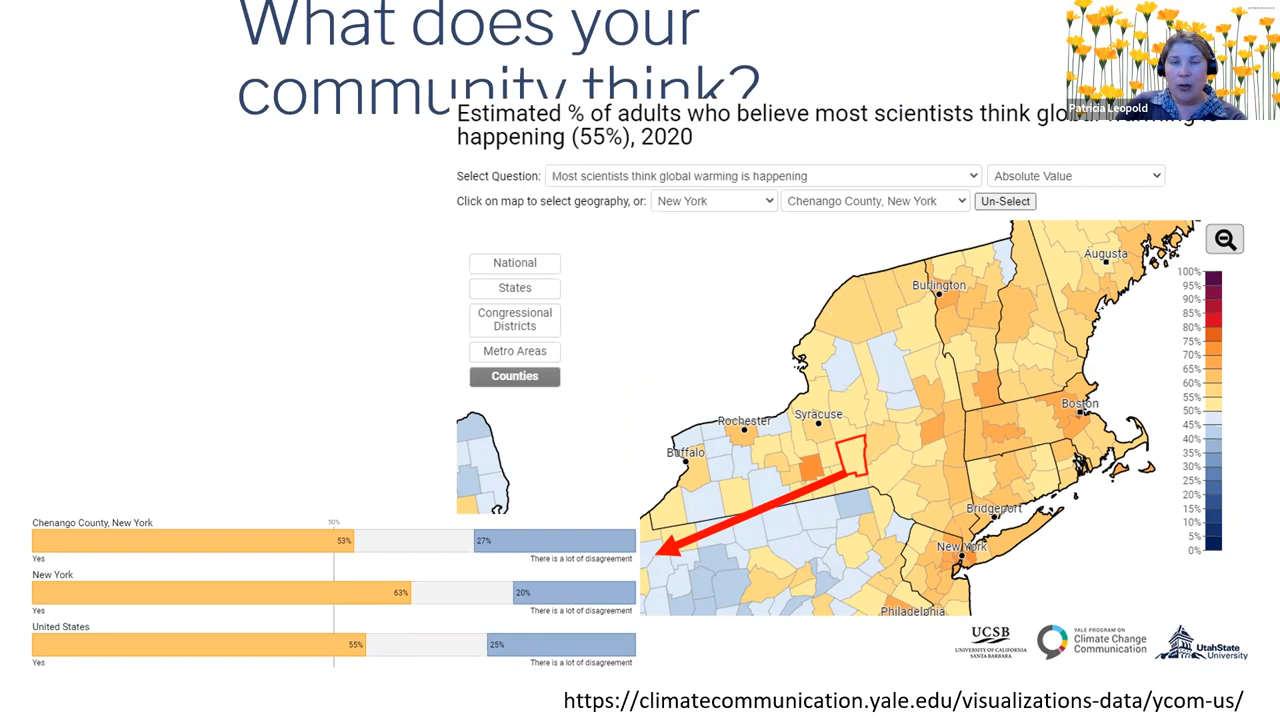 What does your
community think?
Patricia Leopold
Estimated % of adults who believe most scientists think global warming is
happening (55%), 2020
Select Question: Most scientists think global warming is happening Absolute Value
Click on map to select geography, or: New York Chenango County, New York Un-Select
National
States
Congressional
Districts
Metro Areas
Counties
Augusta
Burlington
Boston
Syracuse
Rochester
Buffalo
Bridgeport
New York
Philadelphia
100%
95%
90%
85%
80%
75%
70%
65%
60%
55%
50%
45%
40%
35%
30%
25%
20%
15%
10%
5%
0%
Chenango County, New York
50%
53% 27%
Yes There is a lot of disagreement
New York
63% 20%
Yes There is a lot of disagreement
United States
55% 25%
Yes There is a lot of disagreement
UCSB
UNIVERSITY OF CALIFORNIA
SANTA BARBARA
YALE PROGRAM ON
Climate Change
Communication
UtahState
University
https://climatecommunication.yale.edu/visualizations-data/ycom-us/